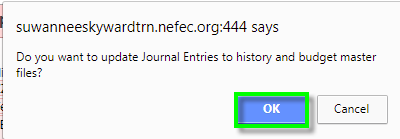 suwanneeskywardtrn.nefec.org:444 says
Do you want to update Journal Entries to history and budget master
files?
OK
Cancel